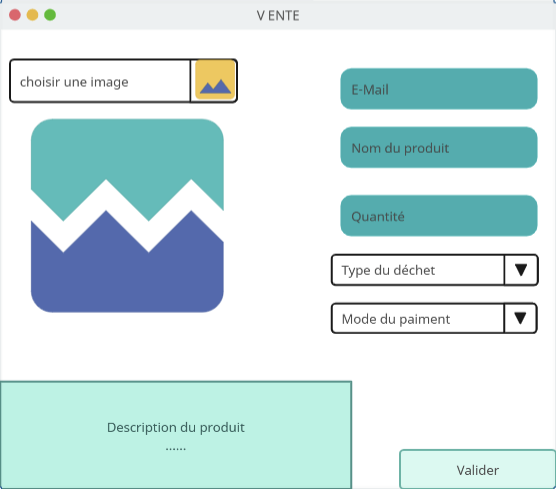 V ENTE
choisir une image
E-Mail
Nom du produit
Quantité
Type du déchet
Mode du paiment
Description du produit
......
Valider